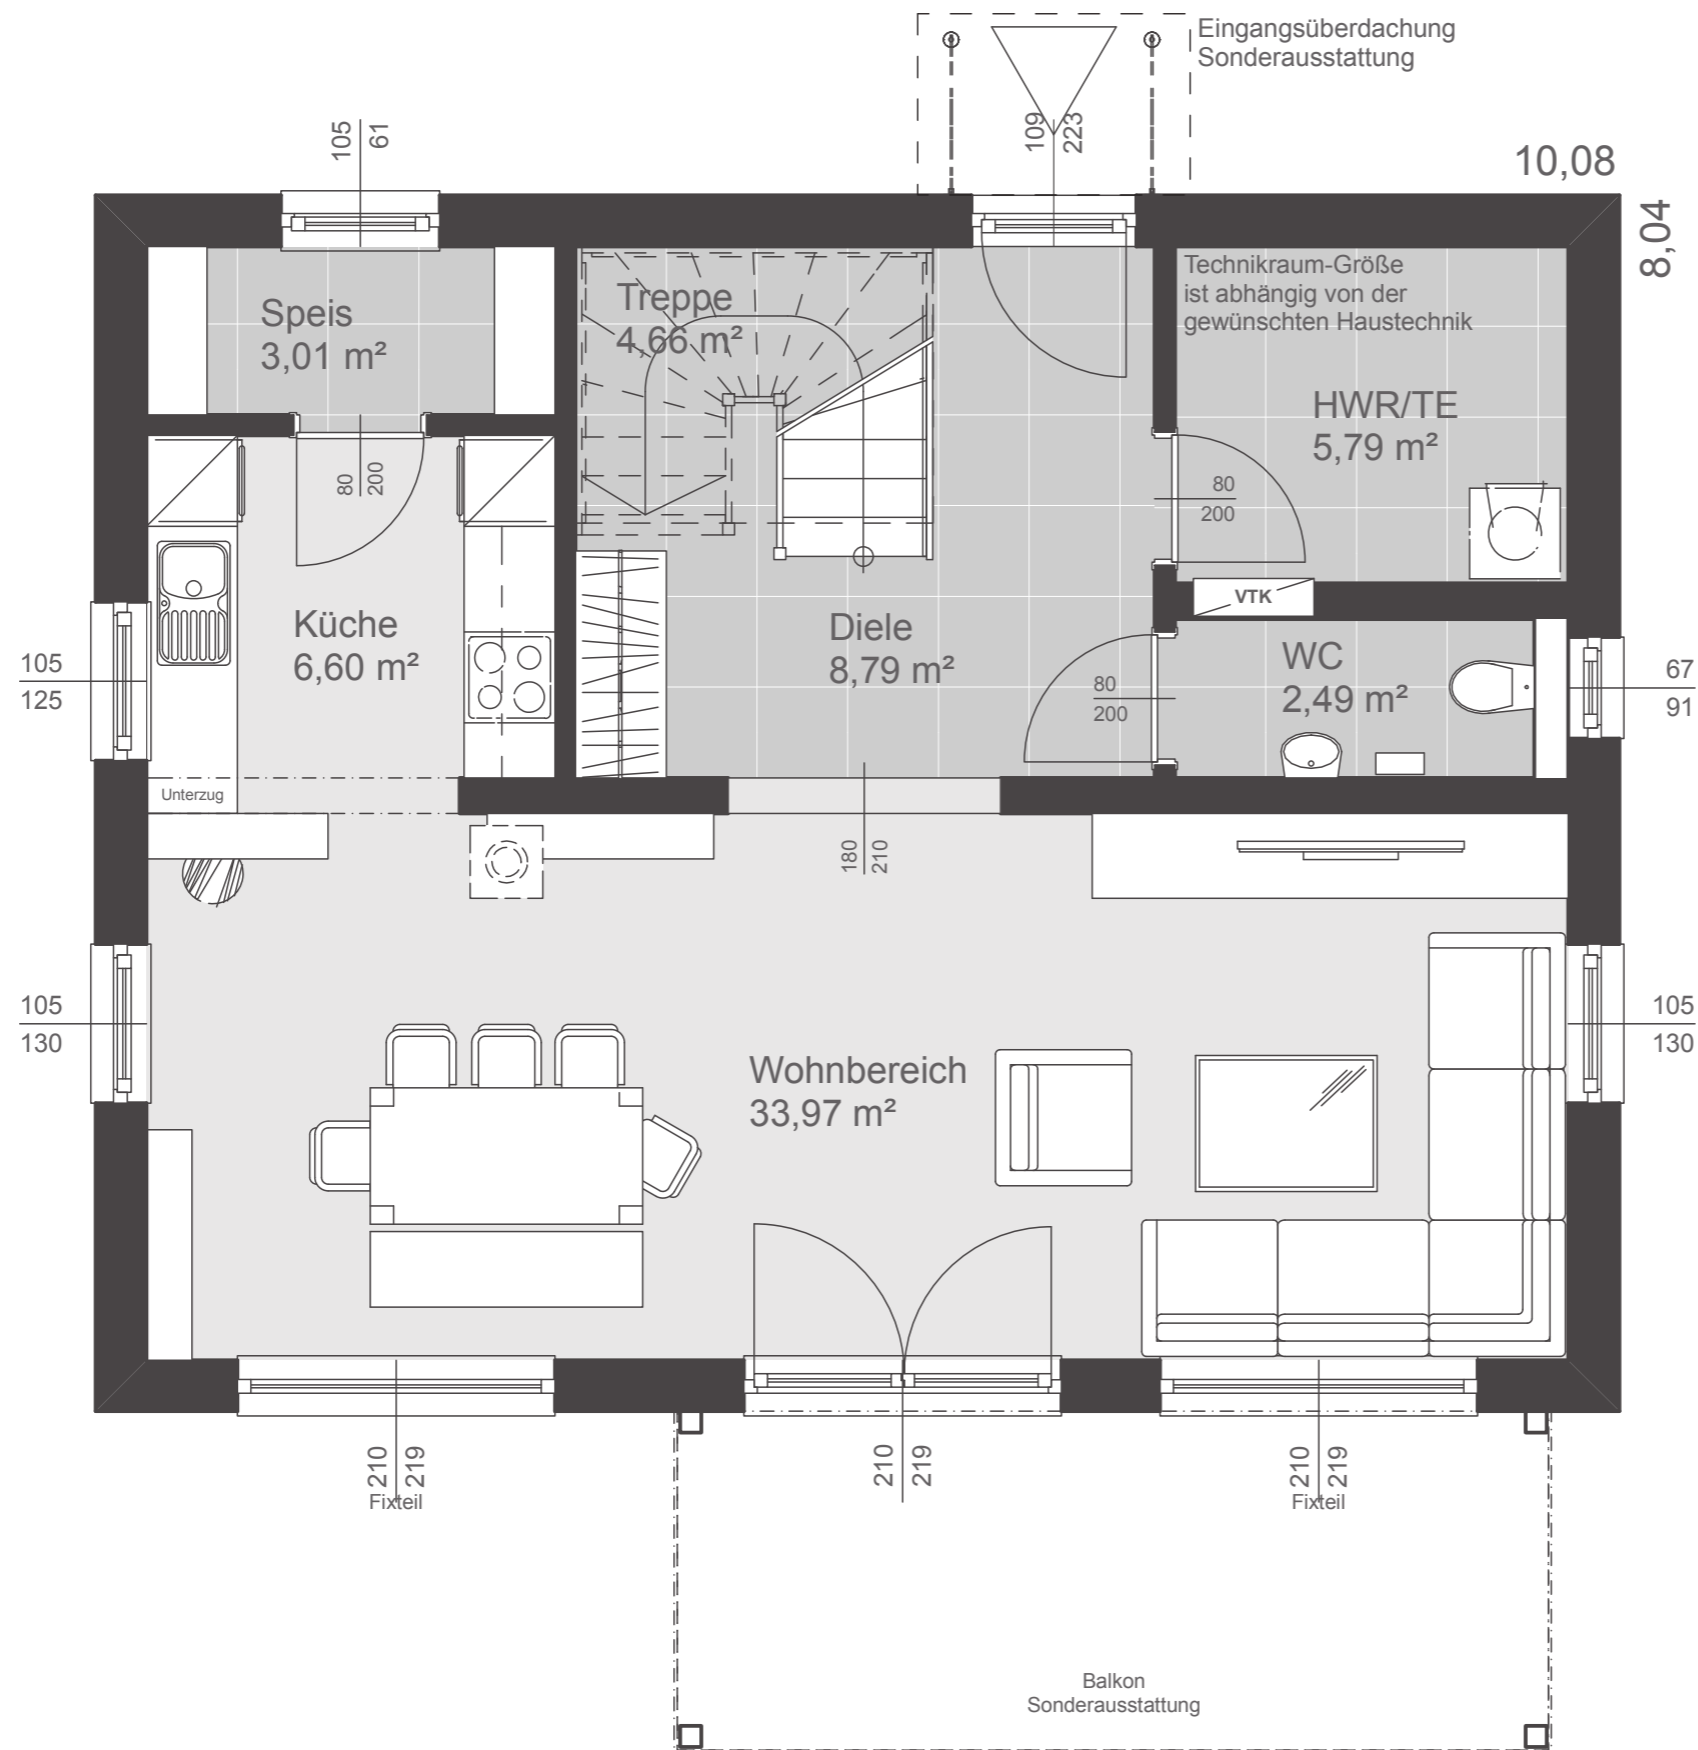 Eingangsüberdachung
Sonderausstattung
105
61
109
223
10,08
8,04
Technikraum-Größe
ist abhängig von der
gewünschten Haustechnik
Treppe
4,66 m²
Speis
3,01 m²
HWR/TE
5,79 m²
80
200
80
200
VTK
Küche
6,60 m²
Diele
8,79 m²
WC
2,49 m²
105
125
67
91
80
200
Unterzug
180
210
105
130
105
130
Wohnbereich
33,97 m²
210
219
Fixteil
210
219
210
219
Fixteil
Balkon
Sonderausstattung